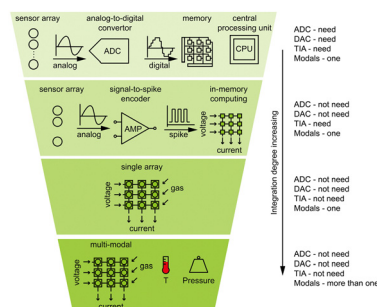 sensor array
analog-to-digital
convertor
memory
central
processing unit
ADC
CPU
analog
digital
ADC - need
DAC - need
TIA - need
Modals - one
sensor array
signal-to-spike
encoder
in-memory
computing
AMP
voltage
analog
spike
current
ADC - not need
DAC - not need
TIA - need
Modals - one
single array
voltage
gas
current
ADC - not need
DAC - not need
TIA - not need
Modals - one
multi-modal
voltage
gas
T
Pressure
current
ADC - not need
DAC - not need
TIA - not need
Modals - more than one
Integration degree increasing